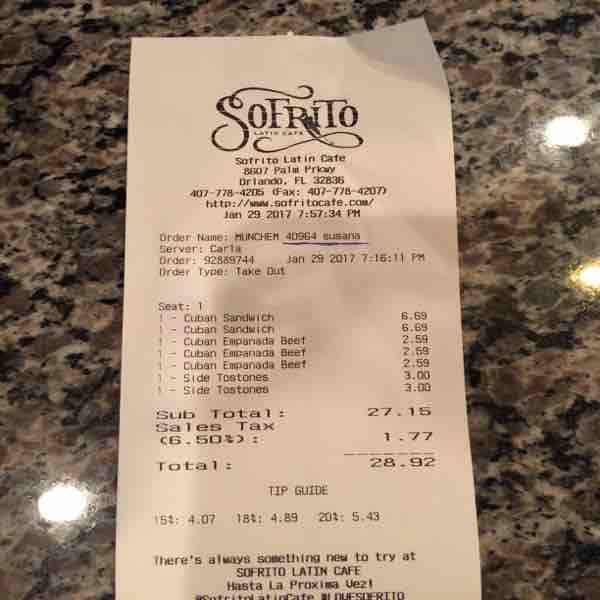 SOFRITO
LATIN CAFE
Sofrito Latin Cafe
8607 Palm Prkwy
Orlando, FL 32836
407-778-4205 (Fax: 407-778-4207)
http://www.sofritocafe.com/
Jan 29 2017 7:57:34 PM
Order Name: MUNCHEM 40964 susana
Server: Carla
Order: 92889744 Jan 29 2017 7:16:11 PM
Order Type: Take Out
Seat: 1
1 - Cuban Sandwich 6.69
1 - Cuban Sandwich 6.69
1 - Cuban Empanada Beef 2.59
1 - Cuban Empanada Beef 2.59
1 - Cuban Empanada Beef 2.59
1 - Side Tostones 3.00
1 - Side Tostones 3.00
Sub Total: 27.15
Sales Tax
(6.50%): 1.77
Total: 28.92
TIP GUIDE
15%: 4.07 18%: 4.89 20%: 5.43
There's always something new to try at
SOFRITO LATIN CAFE
Hasta La Proxima Vez!
#SofritoLatinCafe #LOVESOFRITO